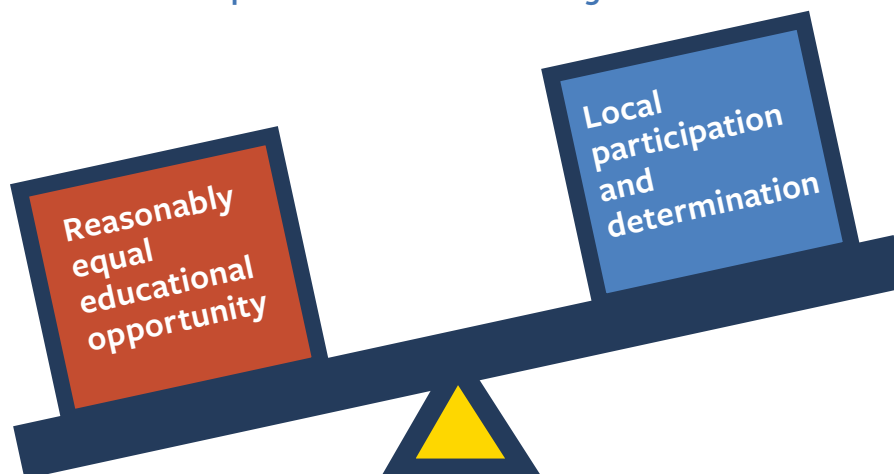 Reasonably
equal
educational
opportunity
Local
participation
and
determination